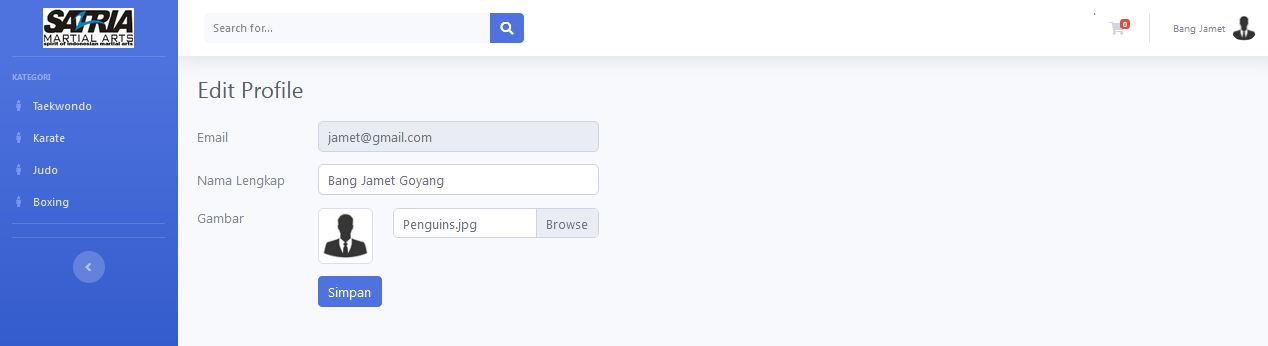 SATRIA
MARTIAL ARTS
spirit of indonesian martial arts
KATEGORI
Taekwondo
Karate
Judo
Boxing
Search for...
0
Bang Jamet
Edit Profile
Email
jamet@gmail.com
Nama Lengkap
Bang Jamet Goyang
Gambar
Penguins.jpg
Browse
Simpan